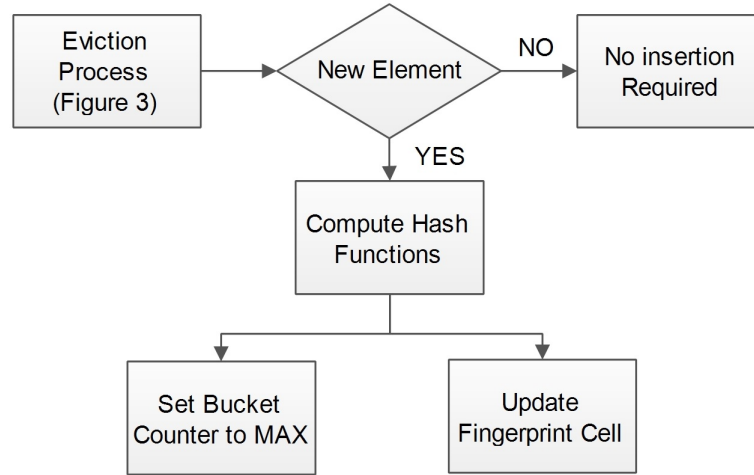 Eviction
Process
(Figure 3)
New Element
NO
No insertion
Required
YES
Compute Hash
Functions
Set Bucket
Counter to MAX
Update
Fingerprint Cell